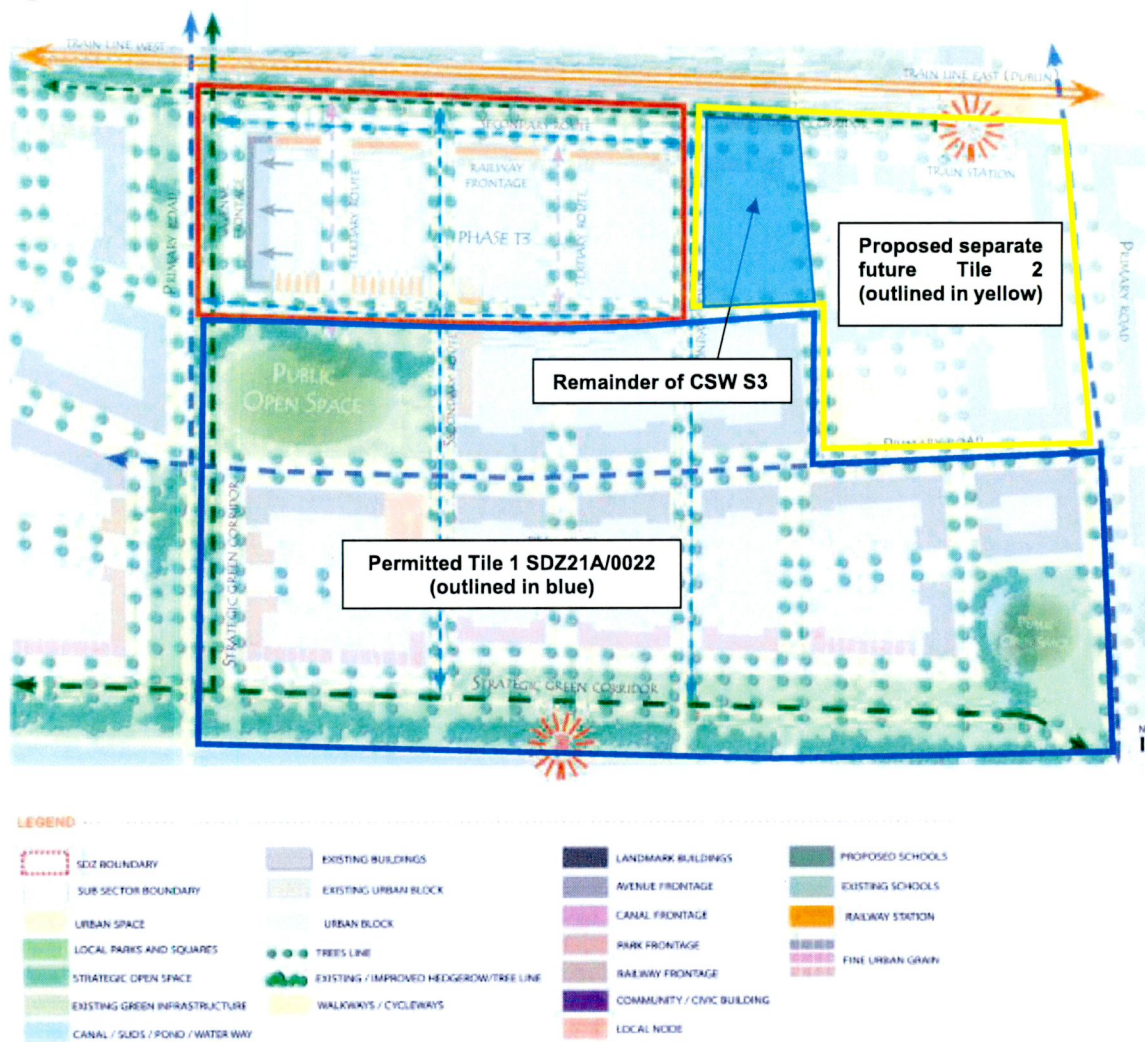 TRAIN LINE WEST
TRAIN LINE EAST (DUBLIN)
SECONDARY ROUTE
CORRIDOR
TRAIN STATION
RAILWAY
FRONTAGE
AVENUE
FRONTAGE
TERTIARY ROUTE
PHASE T3
TERTIARY ROUTE
PRIMARY ROAD
PRIMARY ROAD
Proposed separate
future Tile 2
(outlined in yellow)
Remainder of CSW S3
PUBLIC
OPEN SPACE
SECONDARY ROUTE
PRIMARY ROAD
STRATEGIC GREEN CORRIDOR
Permitted Tile 1 SDZ21A/0022
(outlined in blue)
PUBLIC
OPEN SPACE
STRATEGIC GREEN CORRIDOR
N
LEGEND
SDZ BOUNDARY
SUB SECTOR BOUNDARY
URBAN SPACE
LOCAL PARKS AND SQUARES
STRATEGIC OPEN SPACE
EXISTING GREEN INFRASTRUCTURE
CANAL / SUDS / POND / WATER WAY
EXISTING BUILDINGS
EXISTING URBAN BLOCK
URBAN BLOCK
TREES LINE
EXISTING / IMPROVED HEDGEROW/TREE LINE
WALKWAYS / CYCLEWAYS
LANDMARK BUILDINGS
AVENUE FRONTAGE
CANAL FRONTAGE
PARK FRONTAGE
RAILWAY FRONTAGE
COMMUNITY / CIVIC BUILDING
LOCAL NODE
PROPOSED SCHOOLS
EXISTING SCHOOLS
RAILWAY STATION
FINE URBAN GRAIN